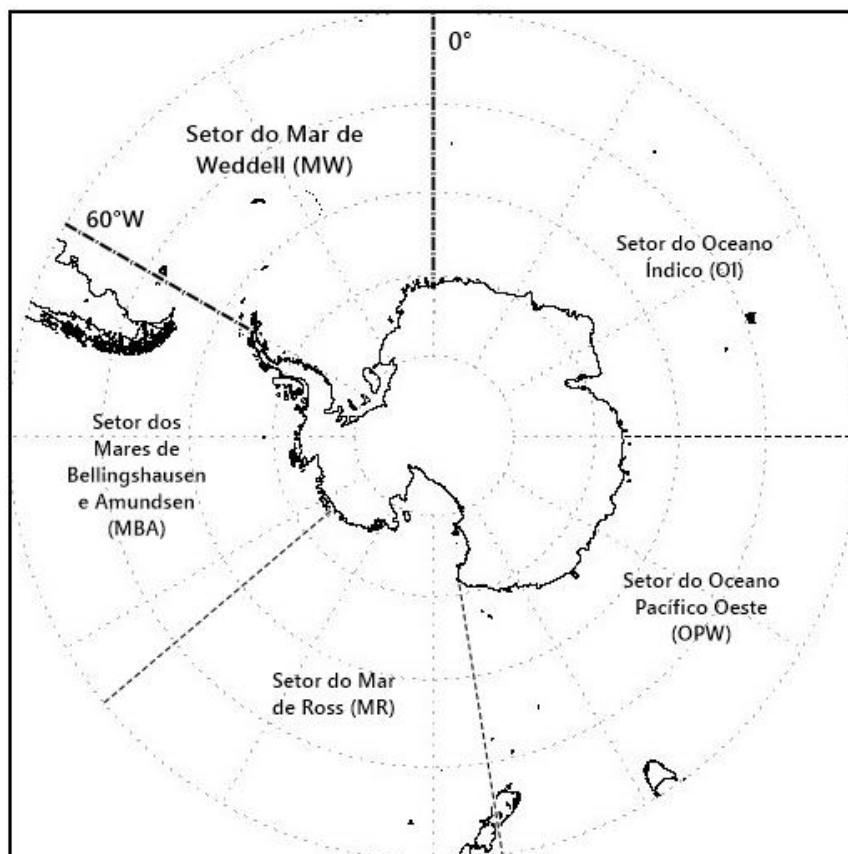 0°
Setor do Mar de
Weddell (MW)
60°W
Setor do Oceano
Índico (OI)
Setor dos
Mares de
Bellingshausen
e Amundsen
(MBA)
Setor do Oceano
Pacífico Oeste
(OPW)
Setor do Mar
de Ross (MR)